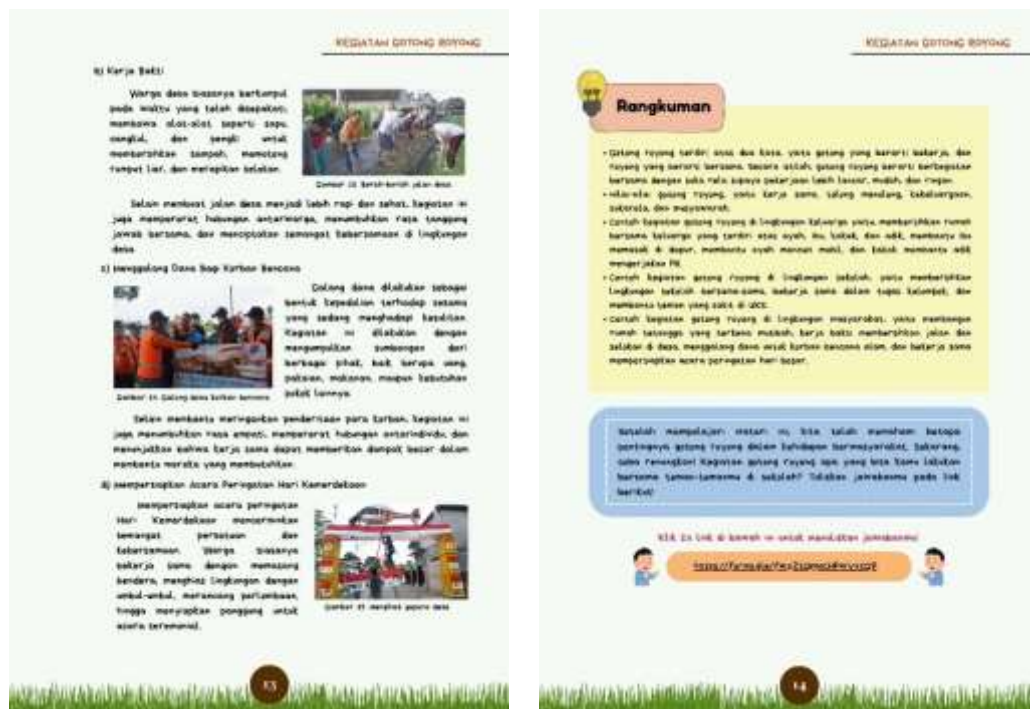 KEGIATAN GOTONG ROYONG
b) Kerja Bakti
Warga desa biasanya berkumpul
pada waktu yang telah disepakati,
membawa alat-alat seperti sapu,
cangkul, dan pengki untuk
membersihkan sampah, memotong
rumput liar, dan merapikan selokan.
Gambar 13 Bersih-bersih jalan desa
Selain membuat jalan desa menjadi lebih rapi dan sehat, kegiatan ini
juga mempererat hubungan antarwarga, menumbuhkan rasa tanggung
jawab bersama, dan menciptakan semangat kebersamaan di lingkungan
desa.
c) Menggalang Dana Bagi Korban Bencana
Galang dana dilakukan sebagai
bentuk kepedulian terhadap sesama
yang sedang menghadapi kesulitan.
Kegiatan ini dilakukan dengan
mengumpulkan sumbangan dari
berbagai pihak, baik berupa uang,
pakaian, makanan, maupun kebutuhan
pokok lainnya.
Gambar 14 Galang dana korban bencana
Selain membantu meringankan penderitaan para korban, kegiatan ini
juga menumbuhkan rasa empati, mempererat hubungan antarindividu, dan
menunjukkan bahwa kerja sama dapat memberikan dampak besar dalam
membantu mereka yang membutuhkan.
d) Mempersiapkan Acara Peringatan Hari Kemerdekaan
Mempersiapkan acara peringatan
Hari Kemerdekaan mencerminkan
semangat persatuan dan
kebersamaan. Warga biasanya
bekerja sama dengan memasang
bendera, menghias lingkungan dengan
umbul-umbul, merancang perlombaan,
hingga menyiapkan panggung untuk
acara seremonial.
Gambar 15 Menghias gapura desa
13
KEGIATAN GOTONG ROYONG
Rangkuman
• Gotong royong terdiri atas dua kata, yaitu gotong yang berarti bekerja, dan
royong yang berarti bersama. Secara istilah, gotong royong berarti berkegiatan
bersama dengan suka rela supaya pekerjaan lebih lancar, mudah, dan ringan.
• Nilai-nilai gotong royong, yaitu kerja sama, saling menolong, kekeluargaan,
sukarela, dan musyawarah.
• Contoh kegiatan gotong royong di lingkungan keluarga yaitu, membersihkan rumah
bersama keluarga yang terdiri atas ayah, ibu, kakak, dan adik, membantu ibu
memasak di dapur, membantu ayah mencuci mobil, dan kakak membantu adik
mengerjakan PR.
• Contoh kegiatan gotong royong di lingkungan sekolah, yaitu membersihkan
lingkungan sekolah bersama-sama, bekerja sama dalam tugas kelompok, dan
membantu teman yang sakit di UKS.
• Contoh kegiatan gotong royong di lingkungan masyarakat, yaitu membangun
rumah tetangga yang terkena musibah, kerja bakti membersihkan jalan dan
selokan di desa, menggalang dana untuk korban bencana alam, dan bekerja sama
mempersiapkan acara peringatan hari besar.
Setelah mempelajari materi ini, kita telah memahami betapa
pentingnya gotong royong dalam kehidupan bermasyarakat. Sekarang,
coba renungkan! Kegiatan gotong royong apa yang bisa kamu lakukan
bersama teman-temanmu di sekolah? Tuliskan jawabanmu pada link
berikut!
Klik link di bawah ini untuk menuliskan jawabanmu!
14